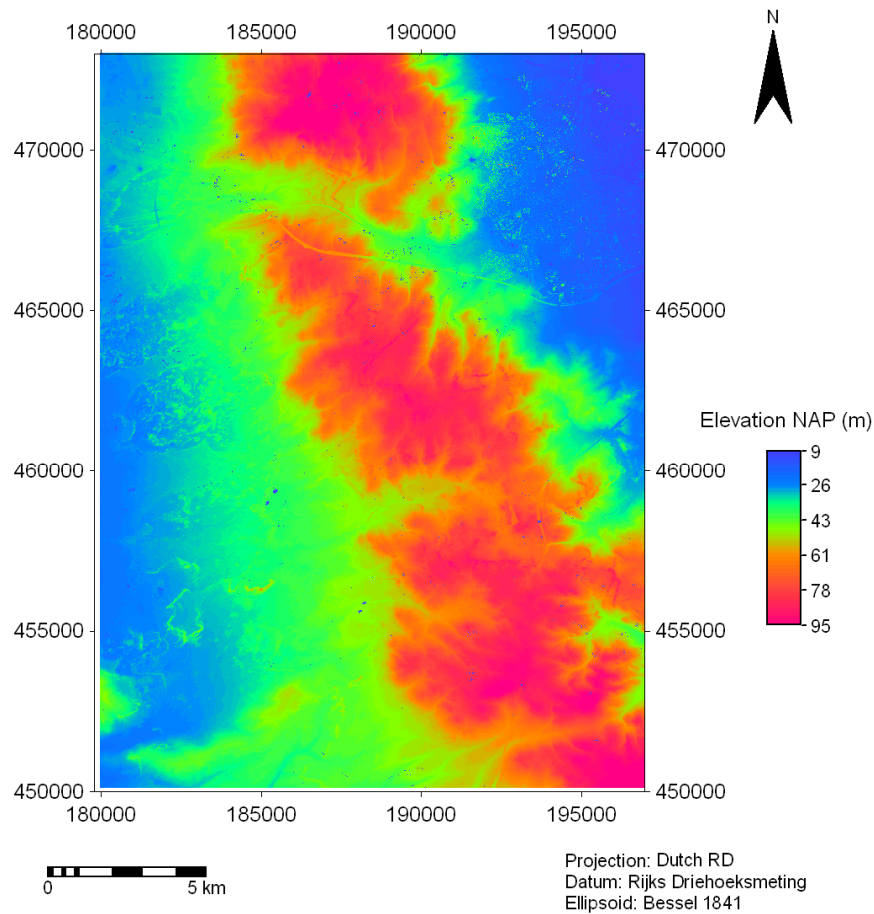 180000 185000 190000 195000
N
470000 470000
465000 465000
Elevation NAP (m)
9
26
43
61
78
95
460000 460000
455000 455000
450000 450000
180000 185000 190000 195000
0 5 km
Projection: Dutch RD
Datum: Rijks Driehoeksmeting
Ellipsoid: Bessel 1841